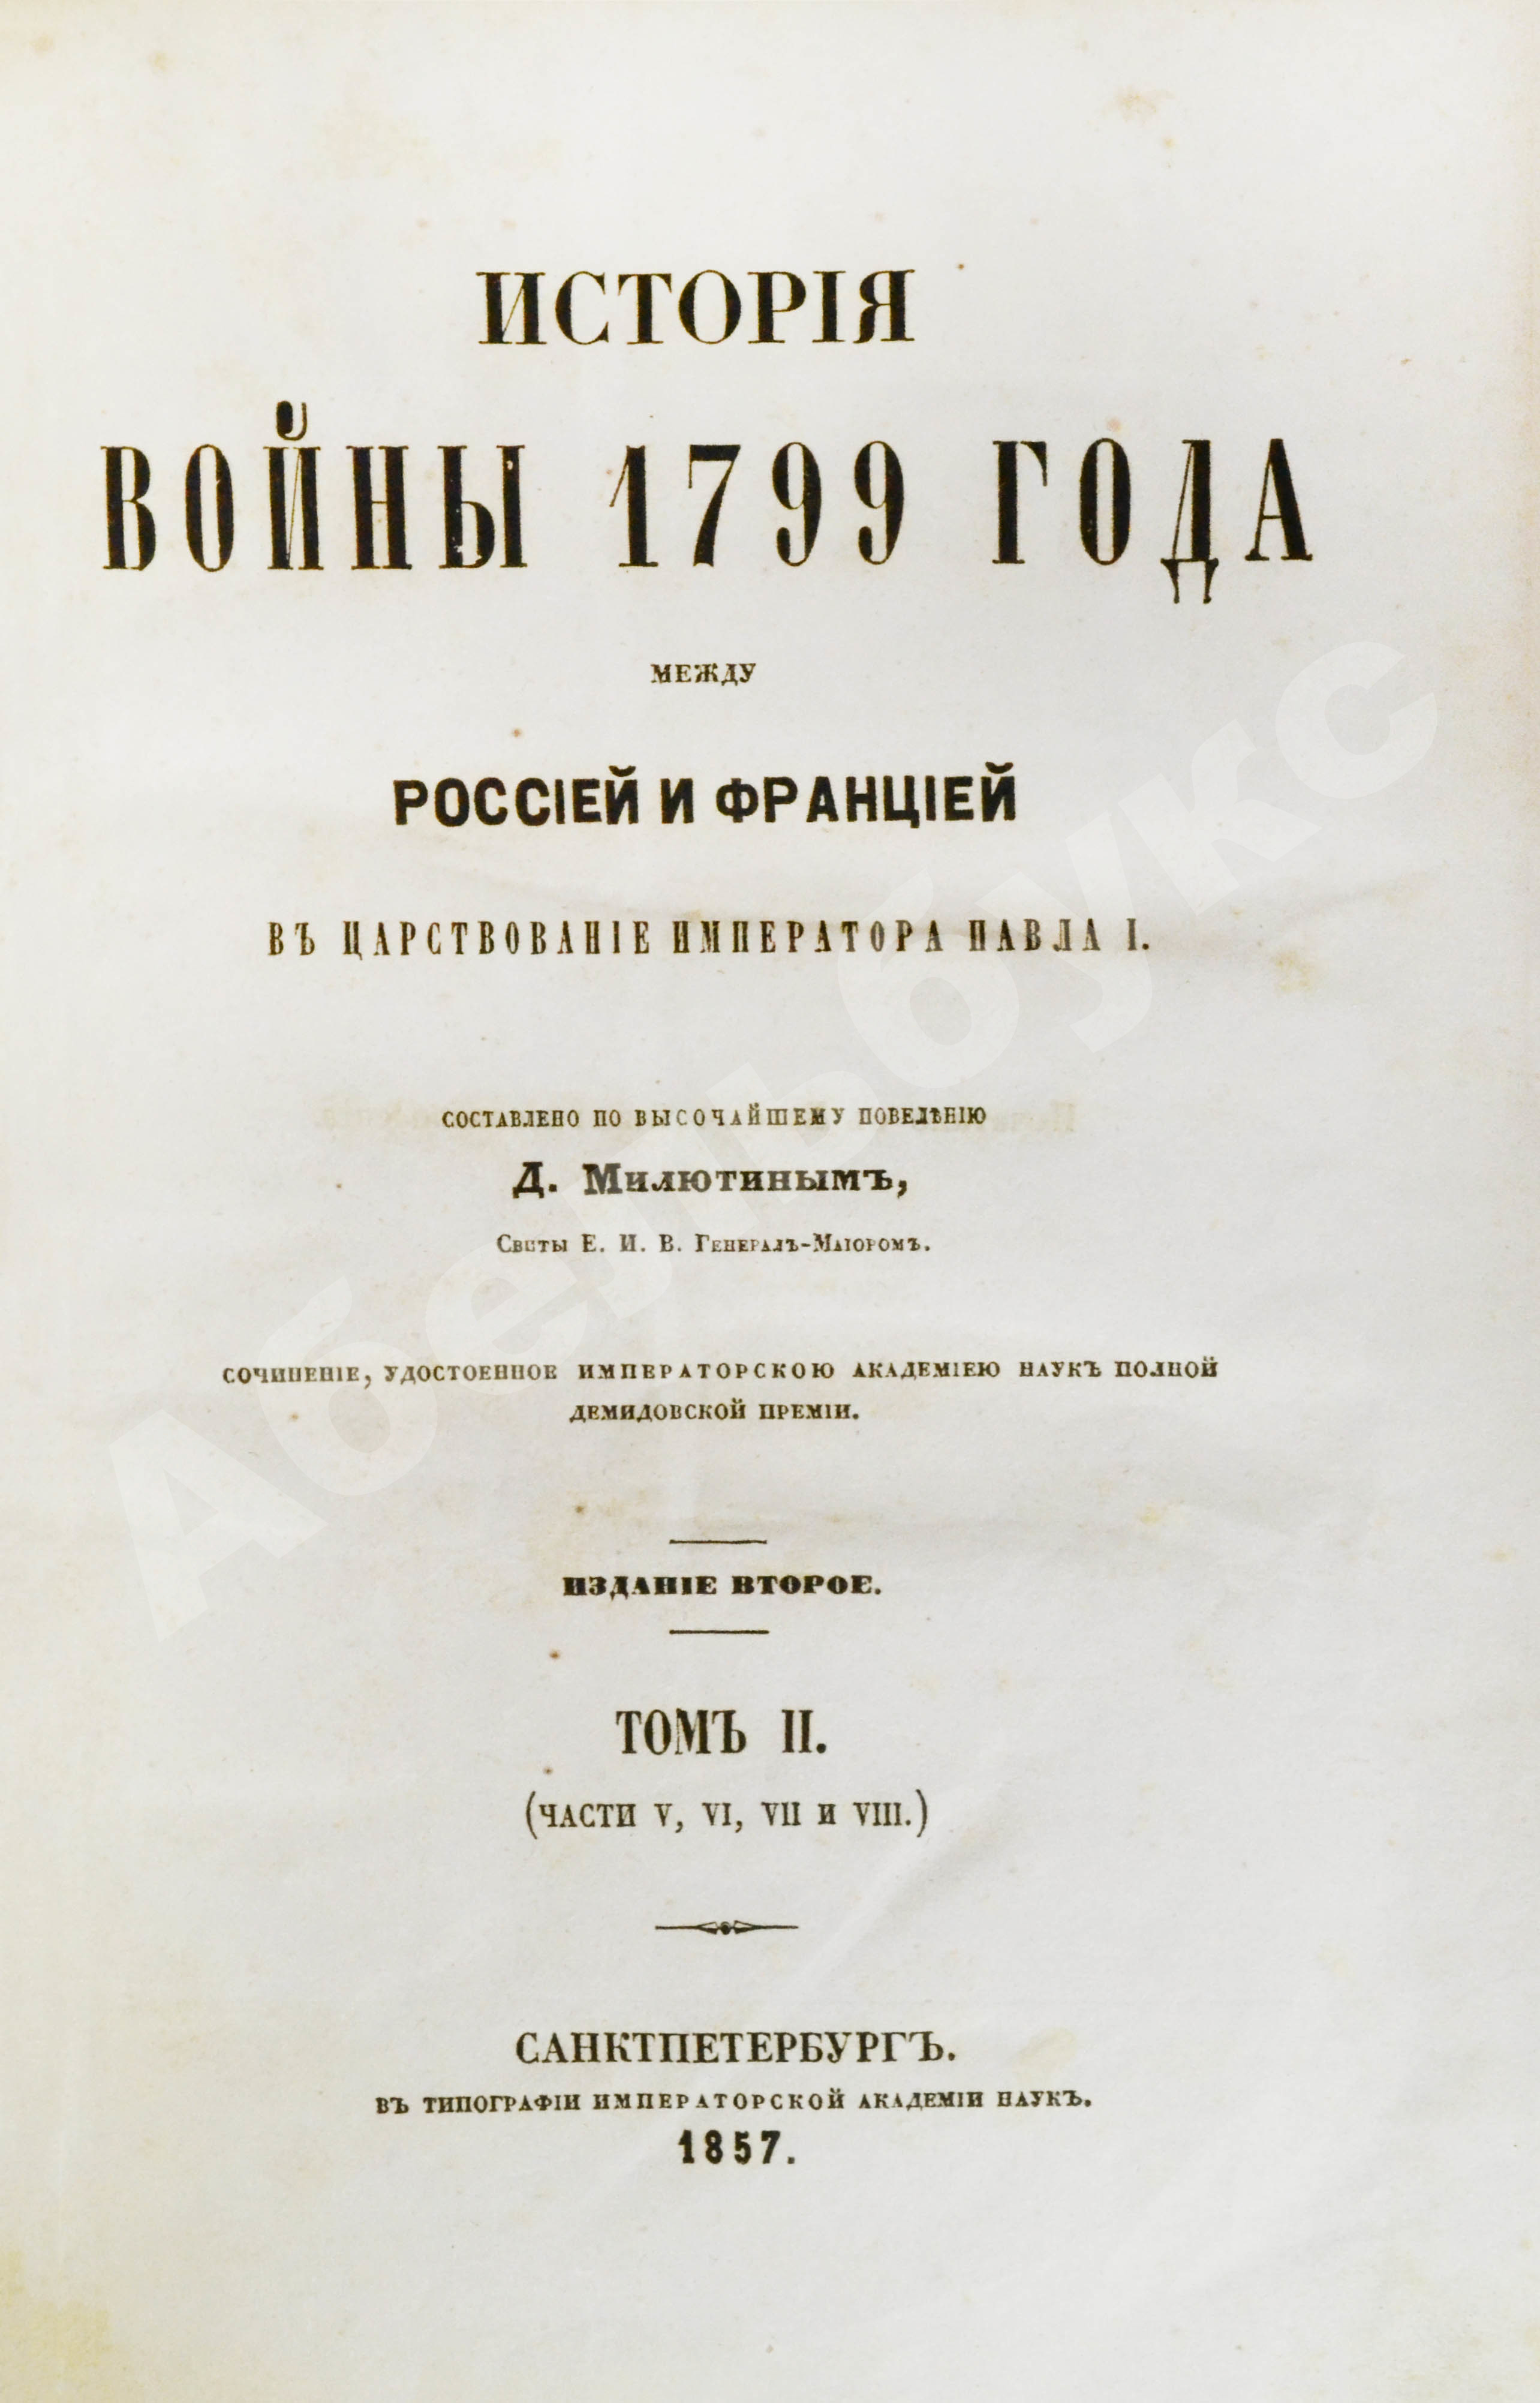 ИСТОРІЯ
ВОЙНЫ 1799 ГОДА
МЕЖДУ
РОССІЕЙ И ФРАНЦІЕЙ
ВЪ ЦАРСТВОВАНІЕ ИМПЕРАТОРА ПАВЛА I.
СОСТАВЛЕНО ПО ВЫСОЧАЙШЕМУ ПОВЕЛѢНІЮ
Д. Милютинымъ,
Свиты Е. И. В. Генералъ-Маіоромъ.
СОЧИНЕНІЕ, УДОСТОЕННОЕ ИМПЕРАТОРСКОЮ АКАДЕМІЕЮ НАУКЪ ПОЛНОЙ
ДЕМИДОВСКОЙ ПРЕМІИ.
ИЗДАНІЕ ВТОРОЕ.
ТОМЪ II.
(ЧАСТИ V, VI, VII и VIII.)
САНКТПЕТЕРБУРГЪ.
ВЪ ТИПОГРАФІИ ИМПЕРАТОРСКОЙ АКАДЕМІИ НАУКЪ.
1857.
Абельбукс